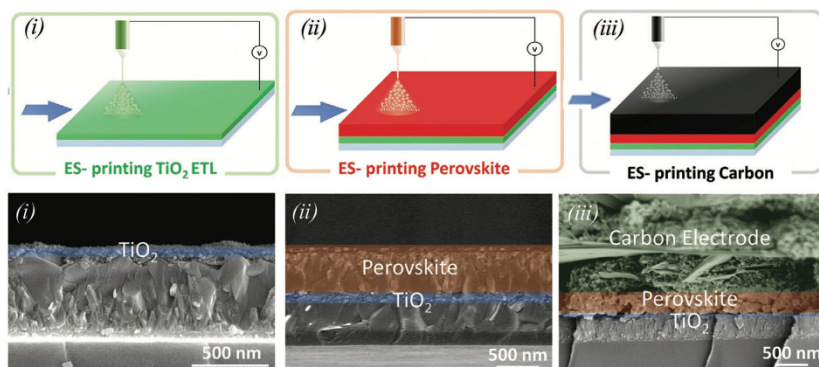 (i)
V
ES- printing TiO₂ ETL
(ii)
V
ES- printing Perovskite
(iii)
V
ES- printing Carbon
(i)
TiO₂
500 nm
(ii)
Perovskite
TiO₂
500 nm
(iii)
Carbon Electrode
Perovskite
TiO₂
500 nm